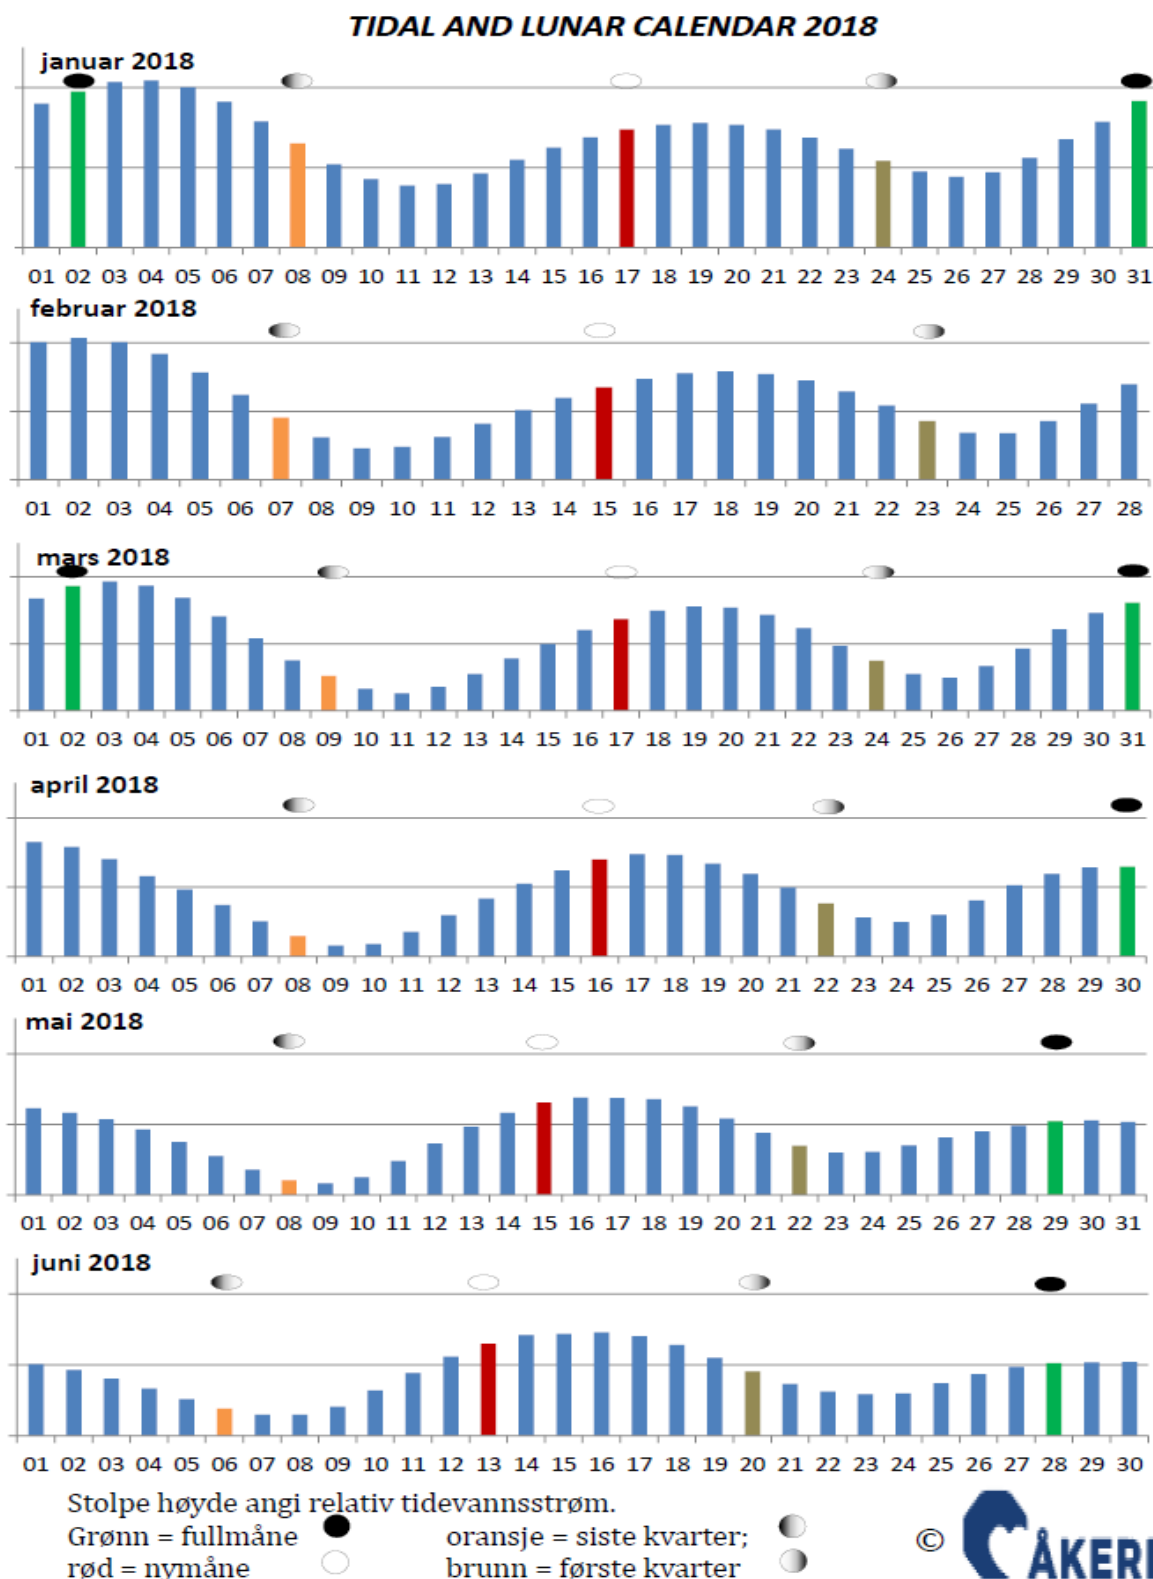 TIDAL AND LUNAR CALENDAR 2018
januar 2018
01 02 03 04 05 06 07 08 09 10 11 12 13 14 15 16 17 18 19 20 21 22 23 24 25 26 27 28 29 30 31
februar 2018
01 02 03 04 05 06 07 08 09 10 11 12 13 14 15 16 17 18 19 20 21 22 23 24 25 26 27 28
mars 2018
01 02 03 04 05 06 07 08 09 10 11 12 13 14 15 16 17 18 19 20 21 22 23 24 25 26 27 28 29 30 31
april 2018
01 02 03 04 05 06 07 08 09 10 11 12 13 14 15 16 17 18 19 20 21 22 23 24 25 26 27 28 29 30
mai 2018
01 02 03 04 05 06 07 08 09 10 11 12 13 14 15 16 17 18 19 20 21 22 23 24 25 26 27 28 29 30 31
juni 2018
01 02 03 04 05 06 07 08 09 10 11 12 13 14 15 16 17 18 19 20 21 22 23 24 25 26 27 28 29 30
Stolpe høyde angi relativ tidevannsstrøm.
Grønn = fullmåne oransje = siste kvarter;
rød = nymåne brunn = første kvarter
©